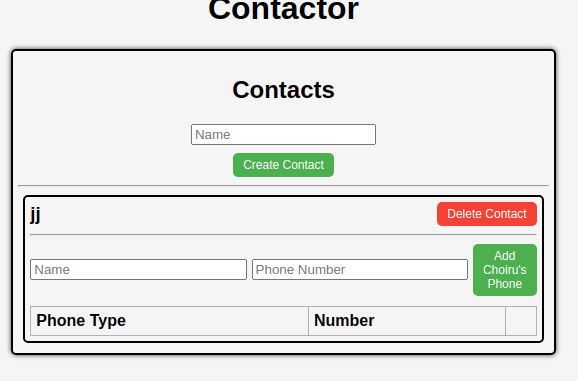 Contactor
Contacts
Name
Create Contact
jj
Delete Contact
Name
Phone Number
Add
Choiru's
Phone
Phone Type
Number